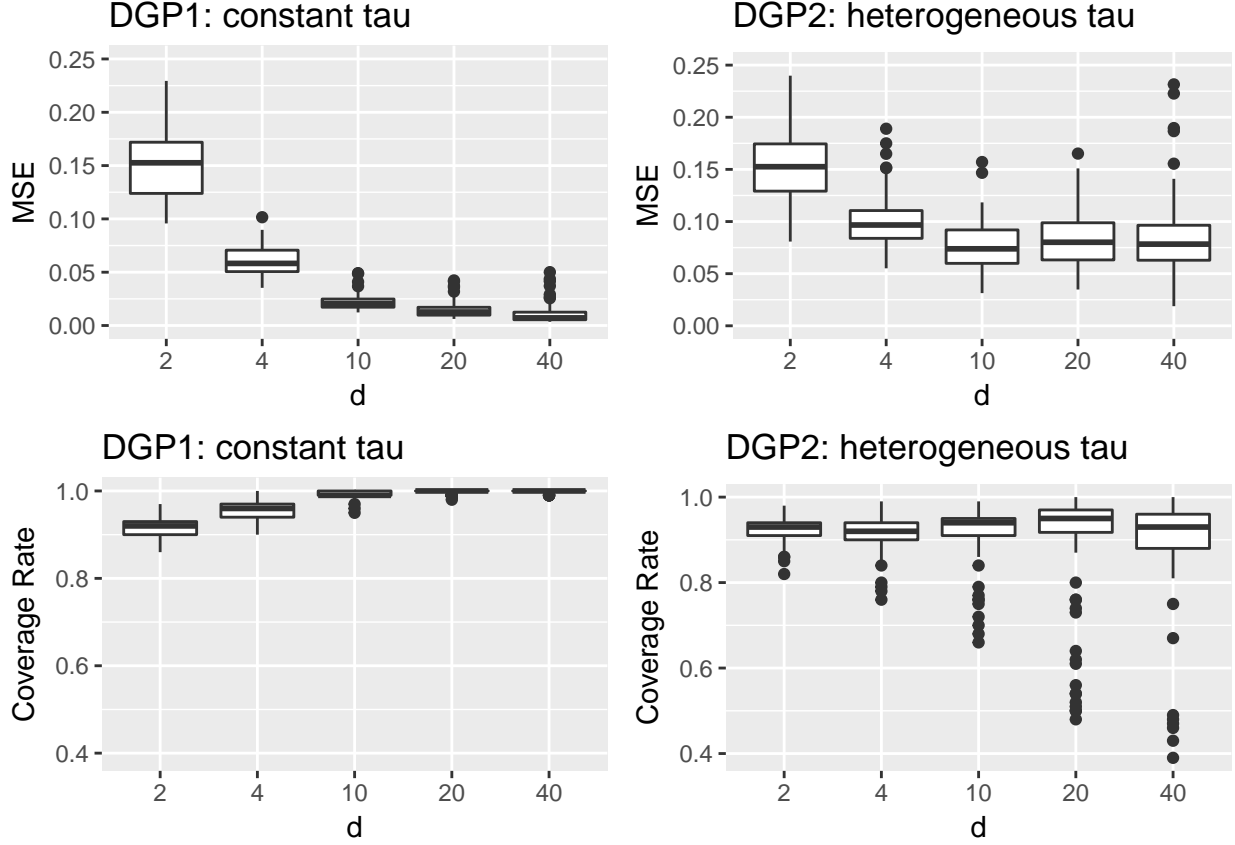 DGP1: constant tau
MSE
0.25
0.20
0.15
0.10
0.05
0.00
2 4 10 20 40
d
DGP2: heterogeneous tau
MSE
0.25
0.20
0.15
0.10
0.05
0.00
2 4 10 20 40
d
DGP1: constant tau
Coverage Rate
1.0
0.8
0.6
0.4
2 4 10 20 40
d
DGP2: heterogeneous tau
Coverage Rate
1.0
0.8
0.6
0.4
2 4 10 20 40
d